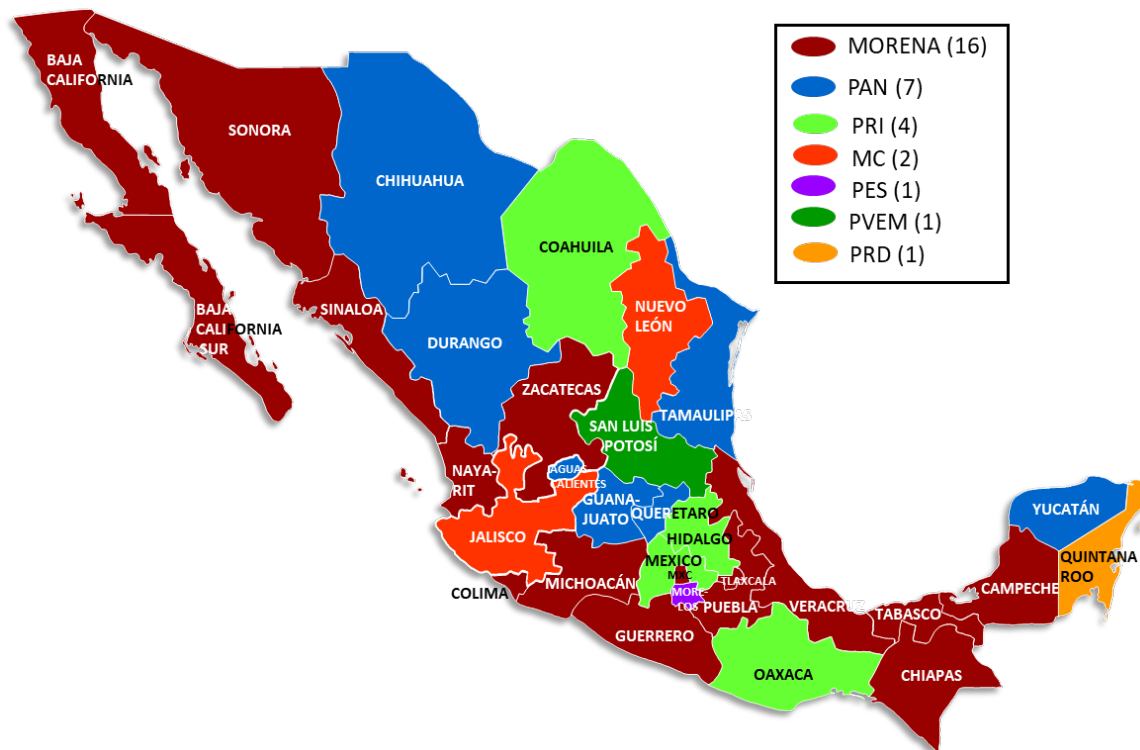 MORENA (16)
PAN (7)
PRI (4)
MC (2)
PES (1)
PVEM (1)
PRD (1)
BAJA
CALIFORNIA
SONORA
CHIHUAHUA
COAHUILA
NUEVO
LEÓN
BAJA
CALIFORNIA
SUR
SINALOA
DURANGO
ZACATECAS
TAMAULIPAS
SAN LUIS
POTOSÍ
NAYA-
RIT
AGUAS
CALIENTES
GUANA-
JUATO
QUERETARO
HIDALGO
JALISCO
MEXICO
MXC
TLAXCALA
MORE-
LOS
COLIMA
MICHOACÁN
PUEBLA
VERACRUZ
TABASCO
CAMPECHE
YUCATÁN
QUINTANA
ROO
GUERRERO
OAXACA
CHIAPAS